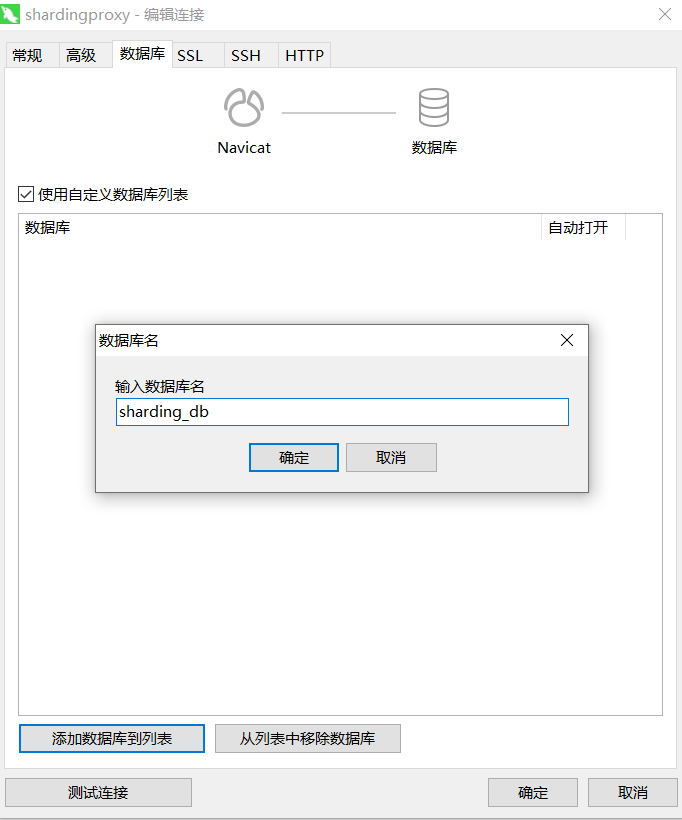 shardingproxy - 编辑连接
常规 高级 数据库 SSL SSH HTTP
Navicat 数据库
使用自定义数据库列表
数据库 自动打开
数据库名
输入数据库名
sharding_db
确定 取消
添加数据库到列表 从列表中移除数据库
测试连接 确定 取消